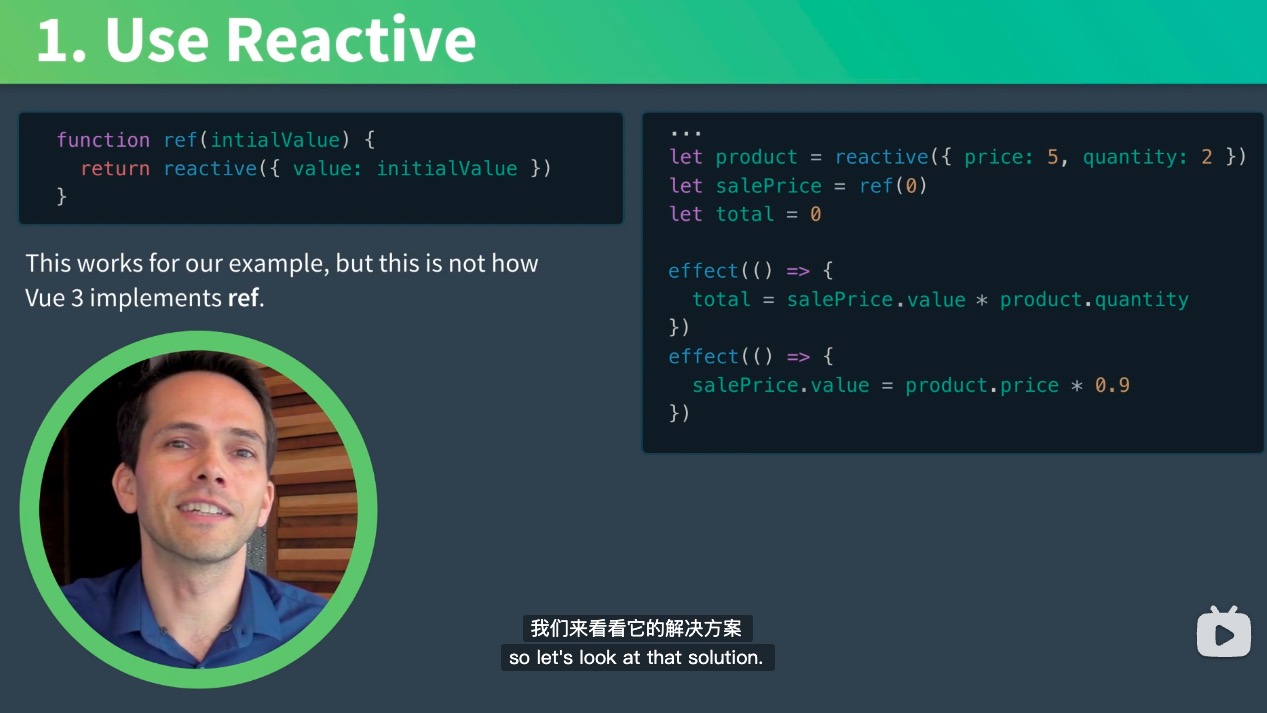 1. Use Reactive
function ref(intialValue) {
  return reactive({ value: initialValue })
}
This works for our example, but this is not how
Vue 3 implements ref.
...
let product = reactive({ price: 5, quantity: 2 })
let salePrice = ref(0)
let total = 0

effect(() => {
  total = salePrice.value * product.quantity
})
effect(() => {
  salePrice.value = product.price * 0.9
})
我们来看看它的解决方案
so let's look at that solution.